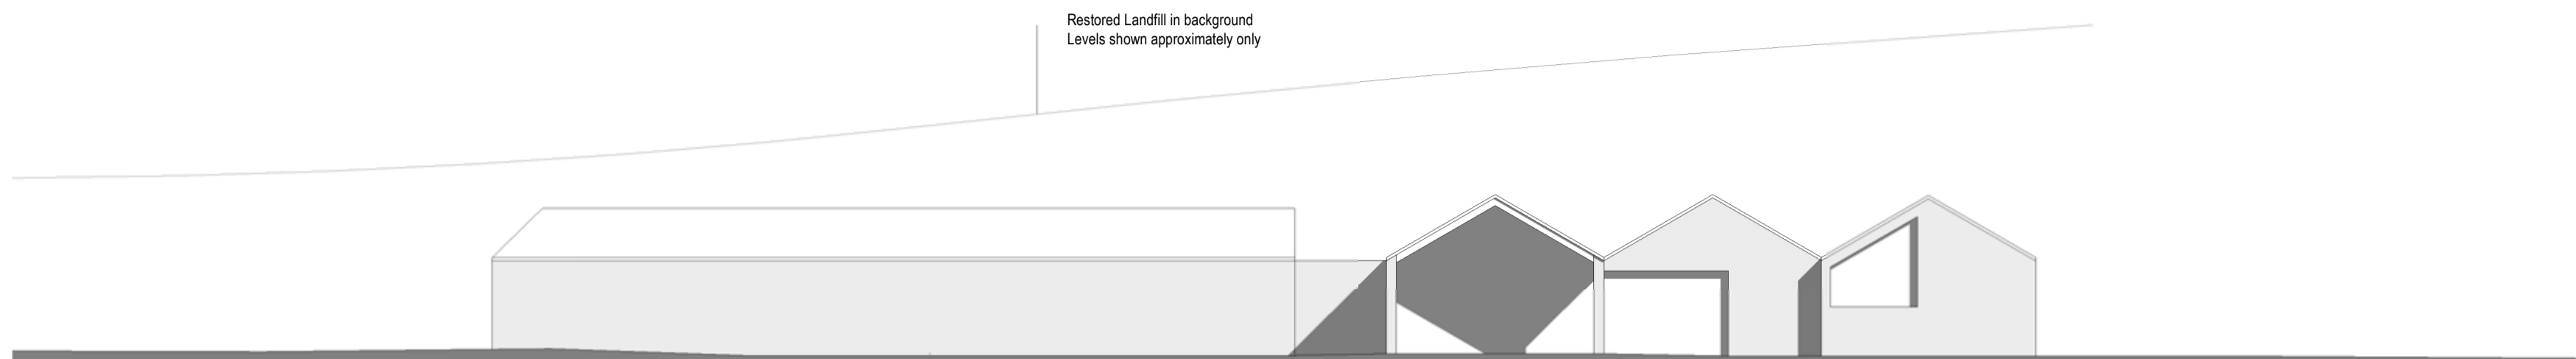 Restored Landfill in background
Levels shown approximately only